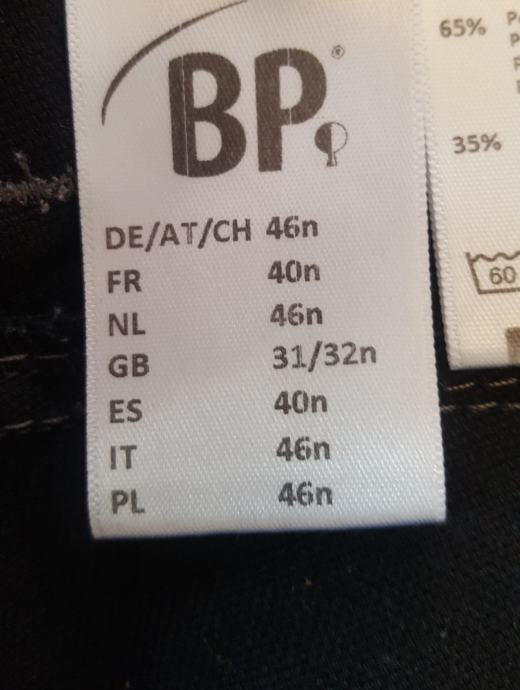 BP®
DE/AT/CH 46n
FR 40n
NL 46n
GB 31/32n
ES 40n
IT 46n
PL 46n
65%
35%
60